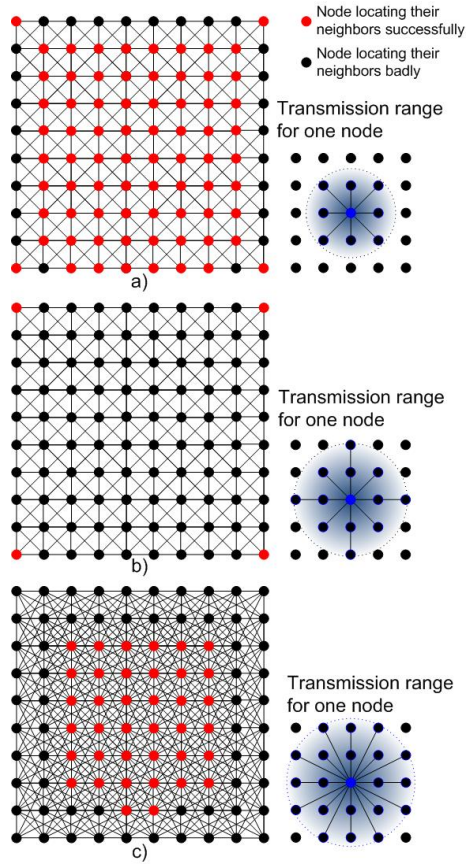 Node locating their
neighbors successfully
Node locating their
neighbors badly
Transmission range
for one node
a)
Transmission range
for one node
b)
Transmission range
for one node
c)